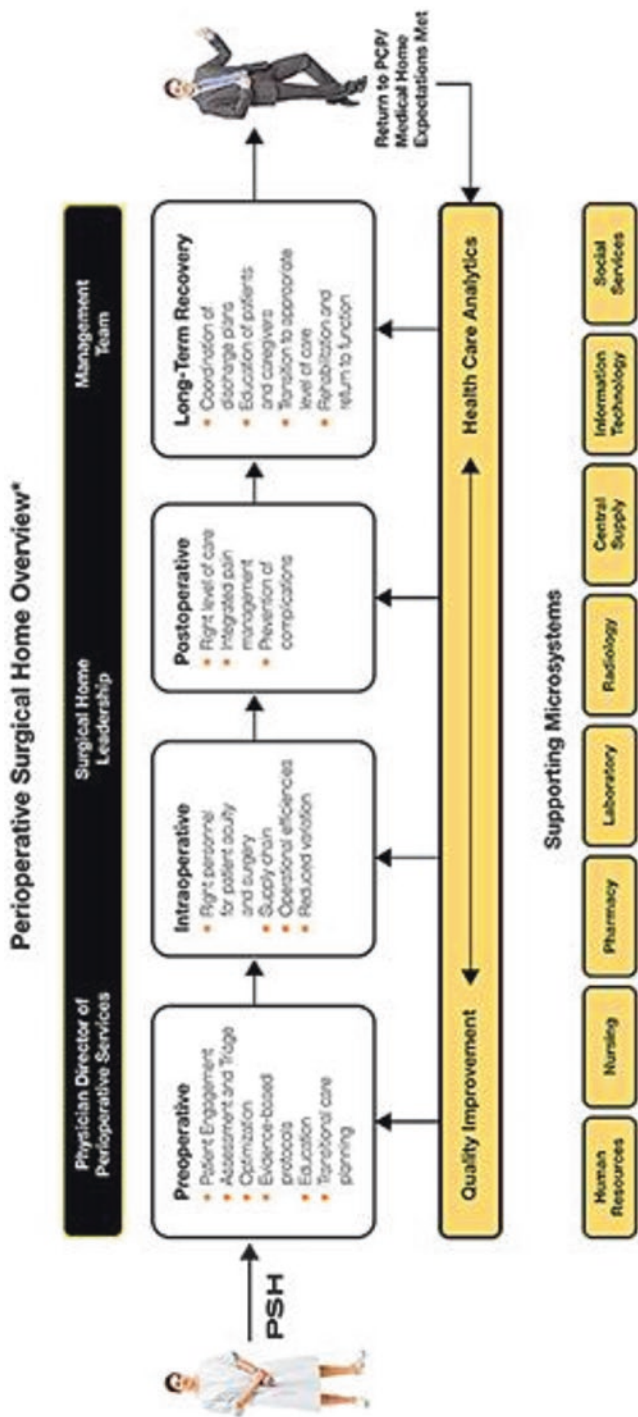 Perioperative Surgical Home Overview*
Physician Director of
Perioperative Services
Surgical Home
Leadership
Management
Team
PSH
Preoperative
• Patient Engagement
• Assessment and Triage
• Optimization
• Evidence-based
protocols
• Education
• Transitional care
planning
Intraoperative
• Right personnel
for patient acuity
and surgery
• Supply chain
• Operational efficiencies
• Reduced variation
Postoperative
• Right level of care
• Integrated pain
management
• Prevention of
complications
Long-Term Recovery
• Coordination of
discharge plans
• Education of patients
and caregivers
• Transition to appropriate
level of care
• Rehabilitation and
return to function
Return to PCP/
Medical Home
Expectations Met
Quality Improvement
Health Care Analytics
Supporting Microsystems
Human
Resources
Nursing
Pharmacy
Laboratory
Radiology
Central
Supply
Information
Technology
Social
Services